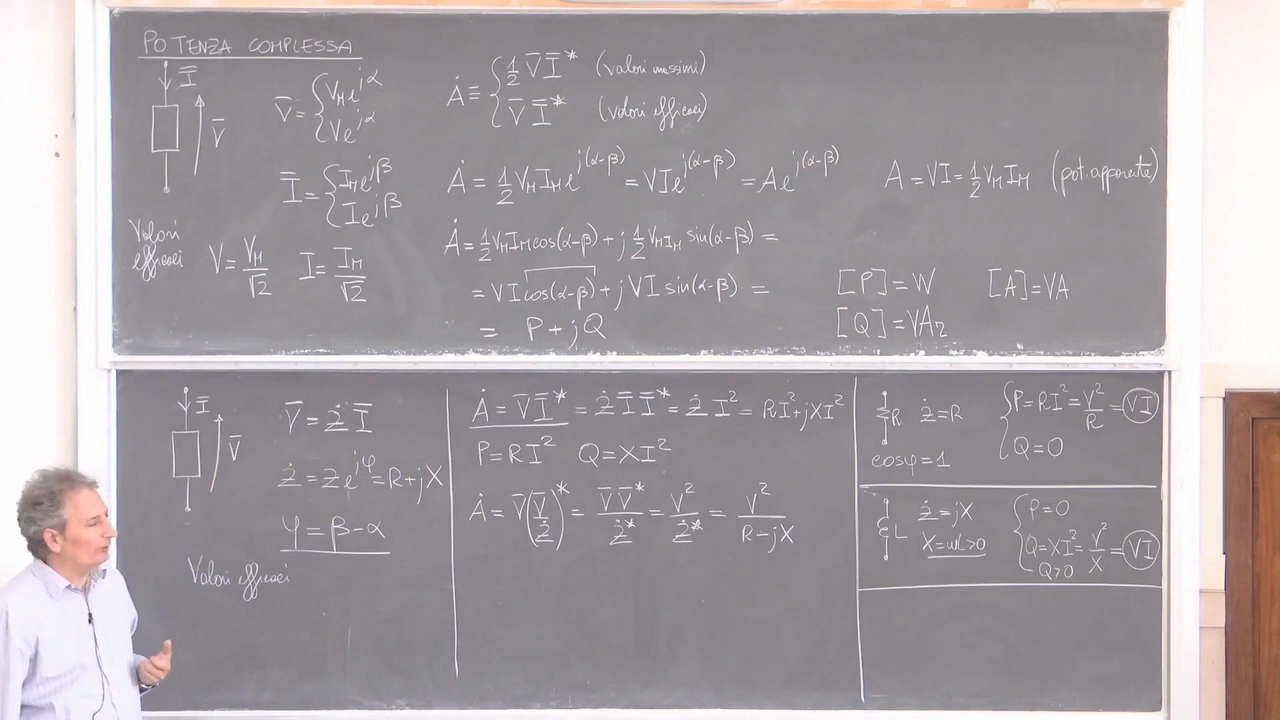 POTENZA COMPLESSA
Ī
V̄
V̄ = { V_M e^{jα}
V e^{jα}
Ī = { I_M e^{jβ}
I e^{jβ}
Valori efficaci
V = V_M/√2 I = I_M/√2
Ȧ ≡ { ½ V̄ Ī* (valori massimi)
V̄ Ī* (valori efficaci)
Ȧ = ½ V_M I_M e^{j(α-β)} = VI e^{j(α-β)} = A e^{j(α-β)}
A = VI = ½ V_M I_M (pot. apparente)
Ȧ = ½ V_M I_M cos(α-β) + j ½ V_M I_M sin(α-β) =
= VI cos(α-β) + j VI sin(α-β) =
= P + jQ
[P] = W [A] = VA
[Q] = VAr
Ī
V̄
V̄ = Ż Ī
Ż = Z e^{jφ} = R + jX
φ = β - α
Valori efficaci
Ȧ = V̄ Ī* = Ż Ī Ī* = Ż I² = RI² + jXI²
P = RI² Q = XI²
Ȧ = V̄ (V̄/Ż)* = V̄ V̄*/Ż* = V²/Ż* = V²/(R - jX)
R Ż = R
cosφ = 1
{ P = RI² = V²/R = VI
Q = 0
L Ż = jX
X = ωL > 0
{ P = 0
Q = XI² = V²/X = VI
Q > 0